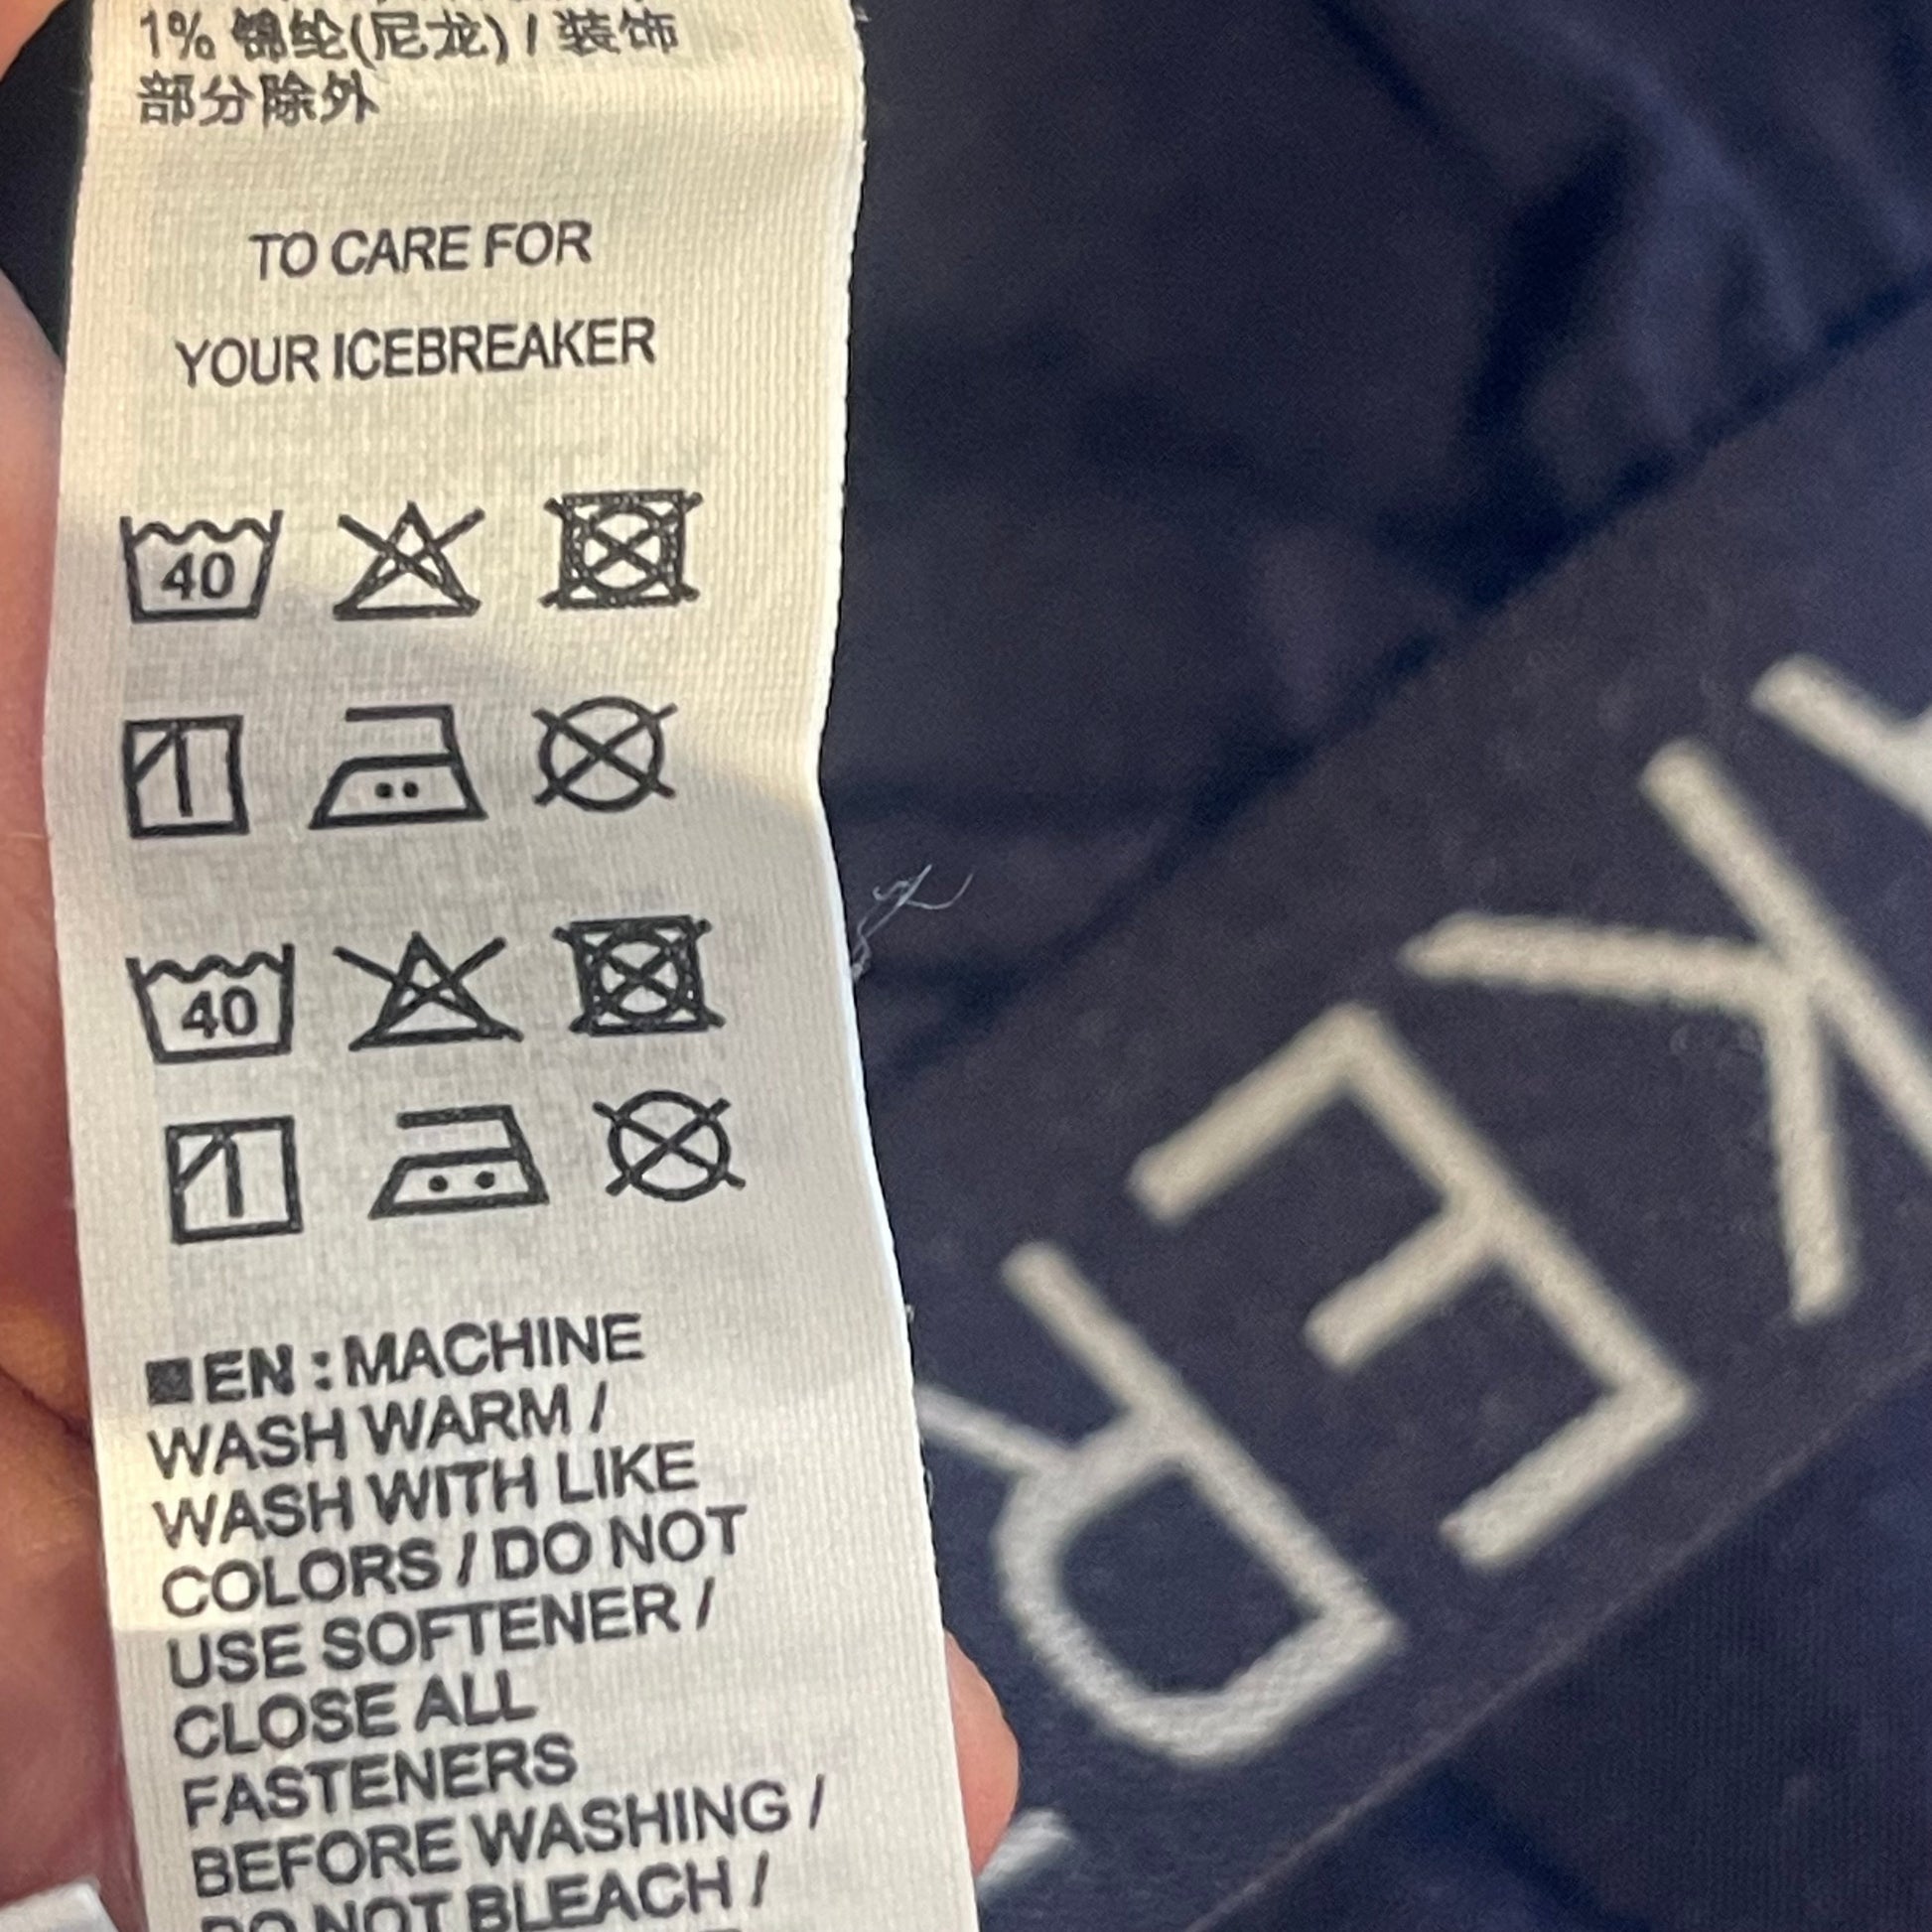 1% 锦纶(尼龙) / 装饰
部分除外
TO CARE FOR
YOUR ICEBREAKER
40
40
EN : MACHINE
WASH WARM /
WASH WITH LIKE
COLORS / DO NOT
USE SOFTENER /
CLOSE ALL
FASTENERS
BEFORE WASHING /
DO NOT BLEACH /
KER